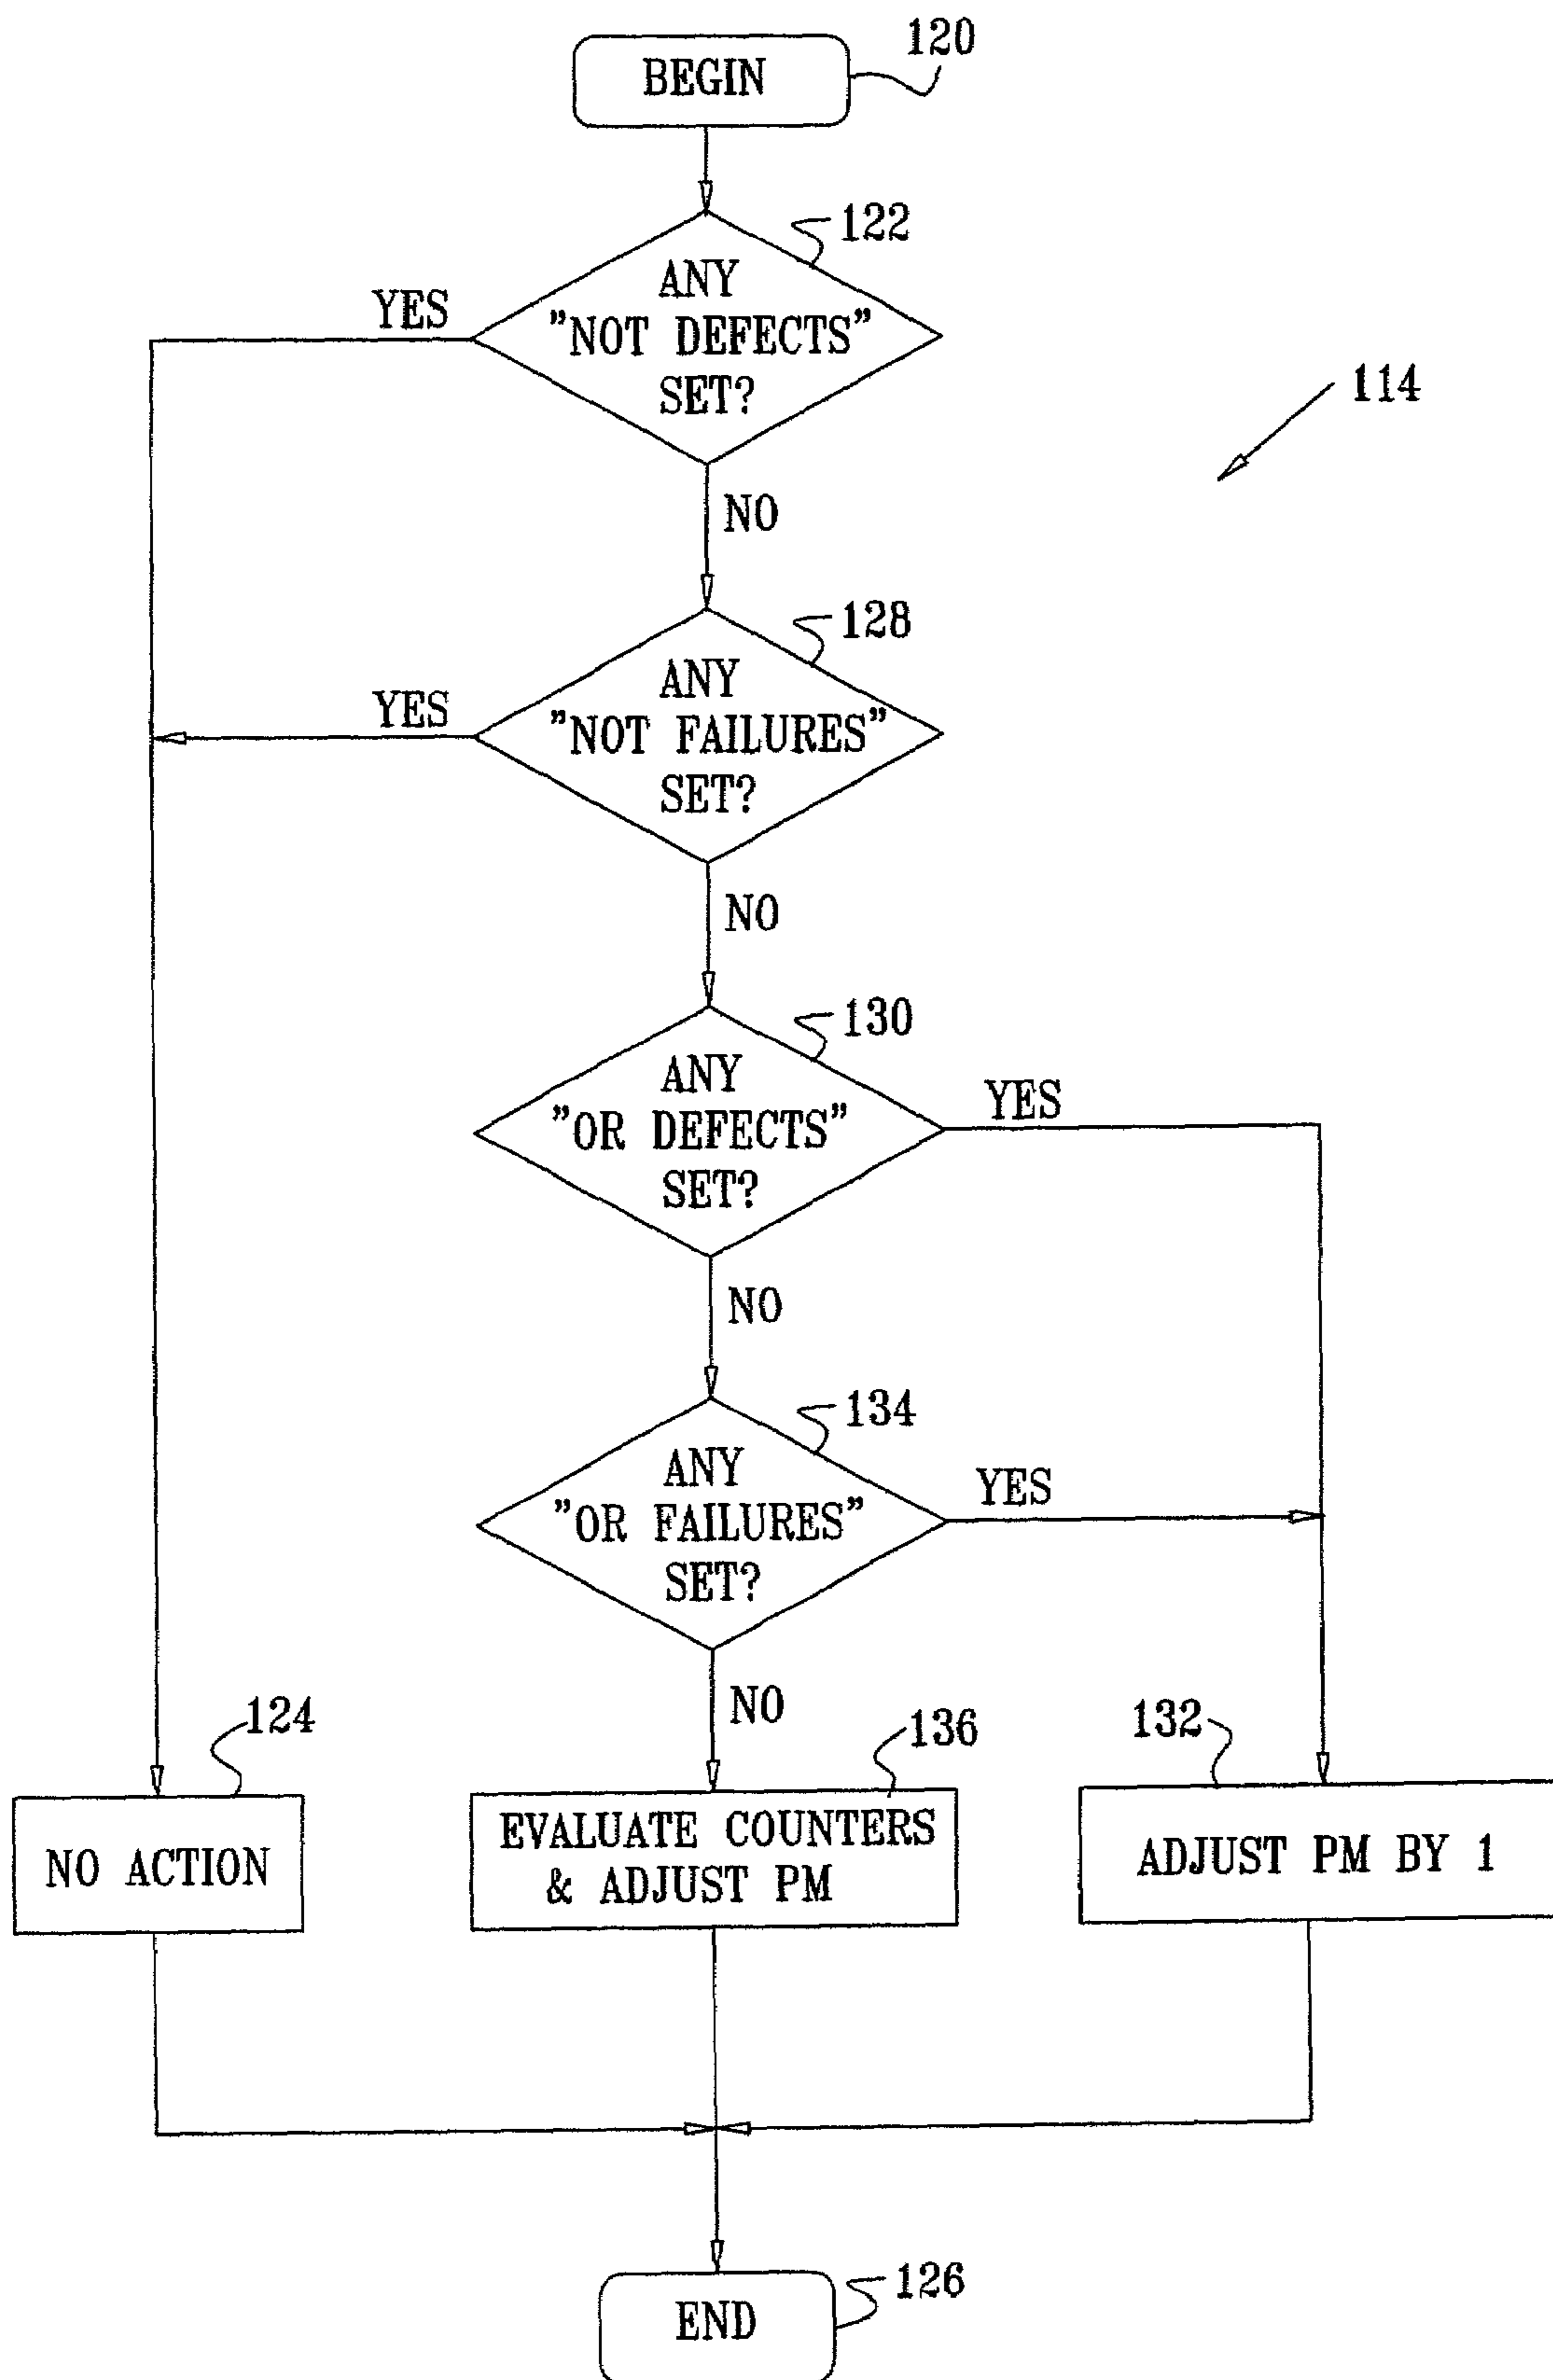 120
BEGIN
122
ANY
"NOT DEFECTS"
SET?
YES
114
NO
128
ANY
"NOT FAILURES"
SET?
YES
NO
130
ANY
"OR DEFECTS"
SET?
YES
NO
134
ANY
"OR FAILURES"
SET?
YES
NO
124
NO ACTION
136
EVALUATE COUNTERS
& ADJUST PM
132
ADJUST PM BY 1
126
END